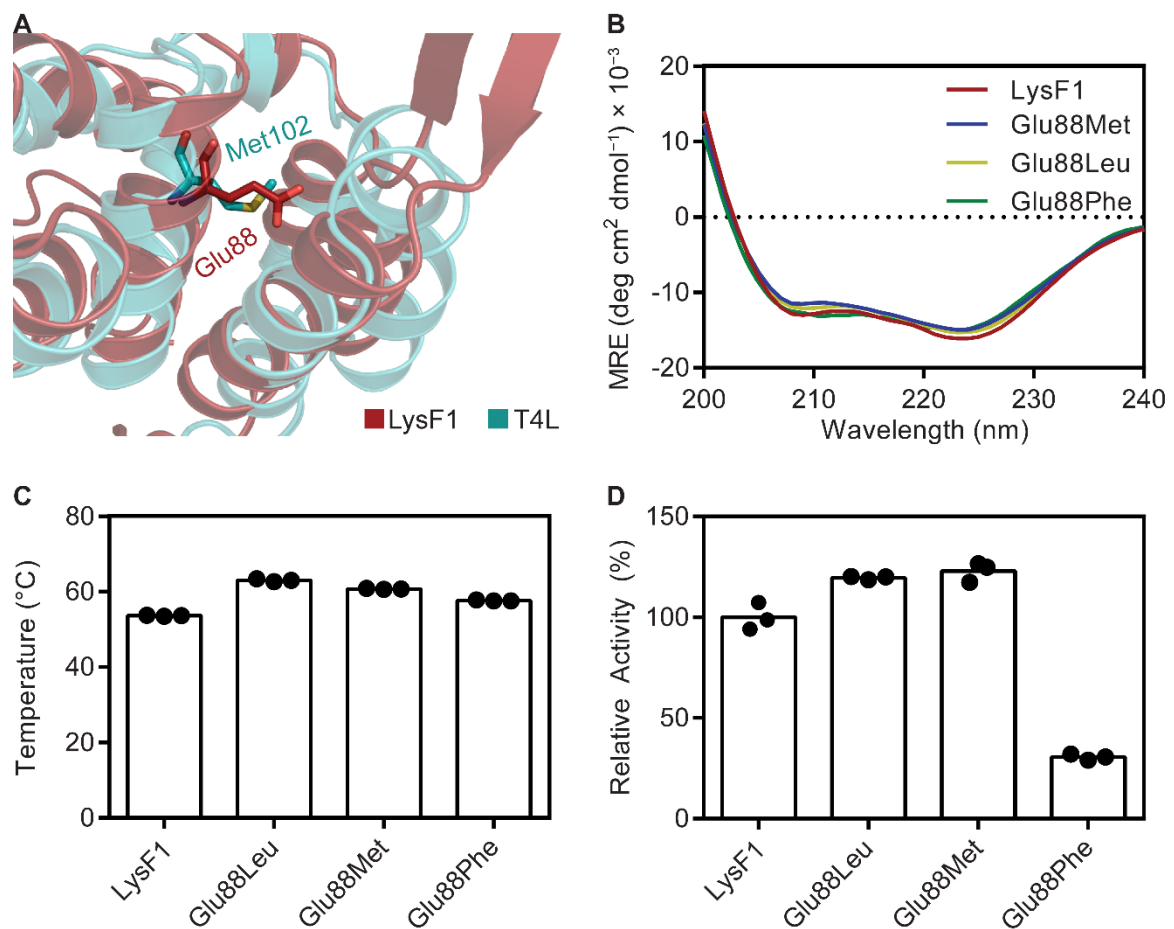 A
Met102
Glu88
LysF1 T4L
B
MRE (deg cm² dmol⁻¹) × 10⁻³
20
10
0
-10
-20
LysF1
Glu88Met
Glu88Leu
Glu88Phe
200 210 220 230 240
Wavelength (nm)
C
Temperature (°C)
80
60
40
20
0
LysF1 Glu88Leu Glu88Met Glu88Phe
D
Relative Activity (%)
150
100
50
0
LysF1 Glu88Leu Glu88Met Glu88Phe